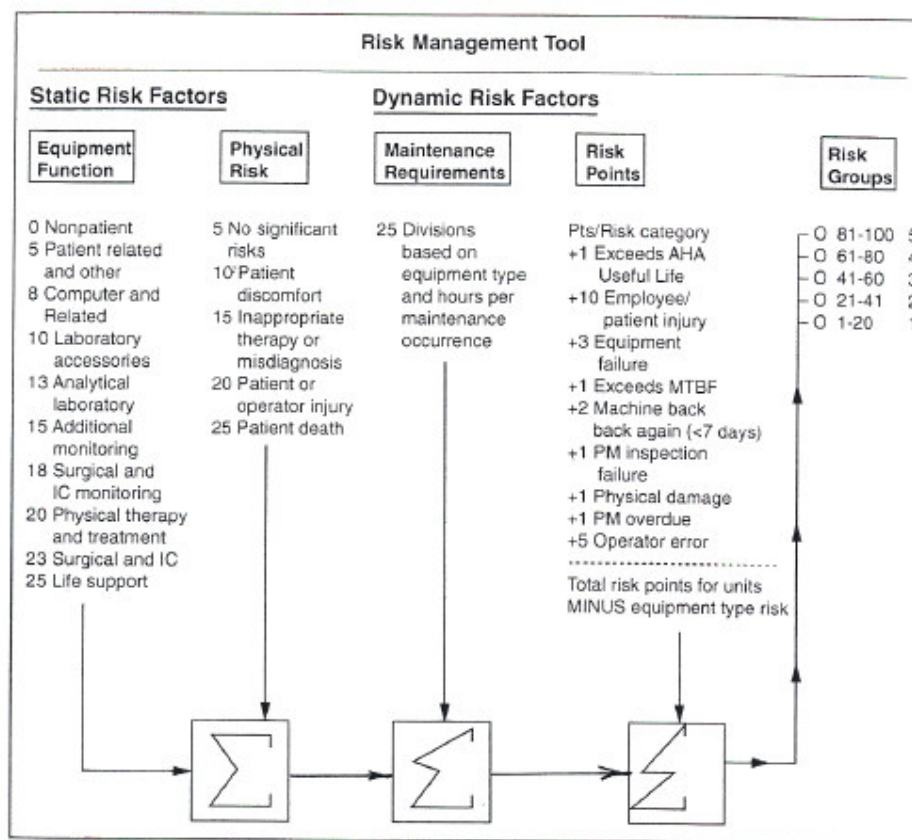 Risk Management Tool
Static Risk Factors
Dynamic Risk Factors
Equipment
Function
0 Nonpatient
5 Patient related
and other
8 Computer and
Related
10 Laboratory
accessories
13 Analytical
laboratory
15 Additional
monitoring
18 Surgical and
IC monitoring
20 Physical therapy
and treatment
23 Surgical and IC
25 Life support
Physical
Risk
5 No significant
risks
10 Patient
discomfort
15 Inappropriate
therapy or
misdiagnosis
20 Patient or
operator injury
25 Patient death
Maintenance
Requirements
25 Divisions
based on
equipment type
and hours per
maintenance
occurrence
Risk
Points
Pts/Risk category
+1 Exceeds AHA
Useful Life
+10 Employee/
patient injury
+3 Equipment
failure
+1 Exceeds MTBF
+2 Machine back
back again (<7 days)
+1 PM inspection
failure
+1 Physical damage
+1 PM overdue
+5 Operator error
Total risk points for units
MINUS equipment type risk
Risk
Groups
O 81-100 5
O 61-80 4
O 41-60 3
O 21-41 2
O 1-20 1
Σ
Σ
Σ